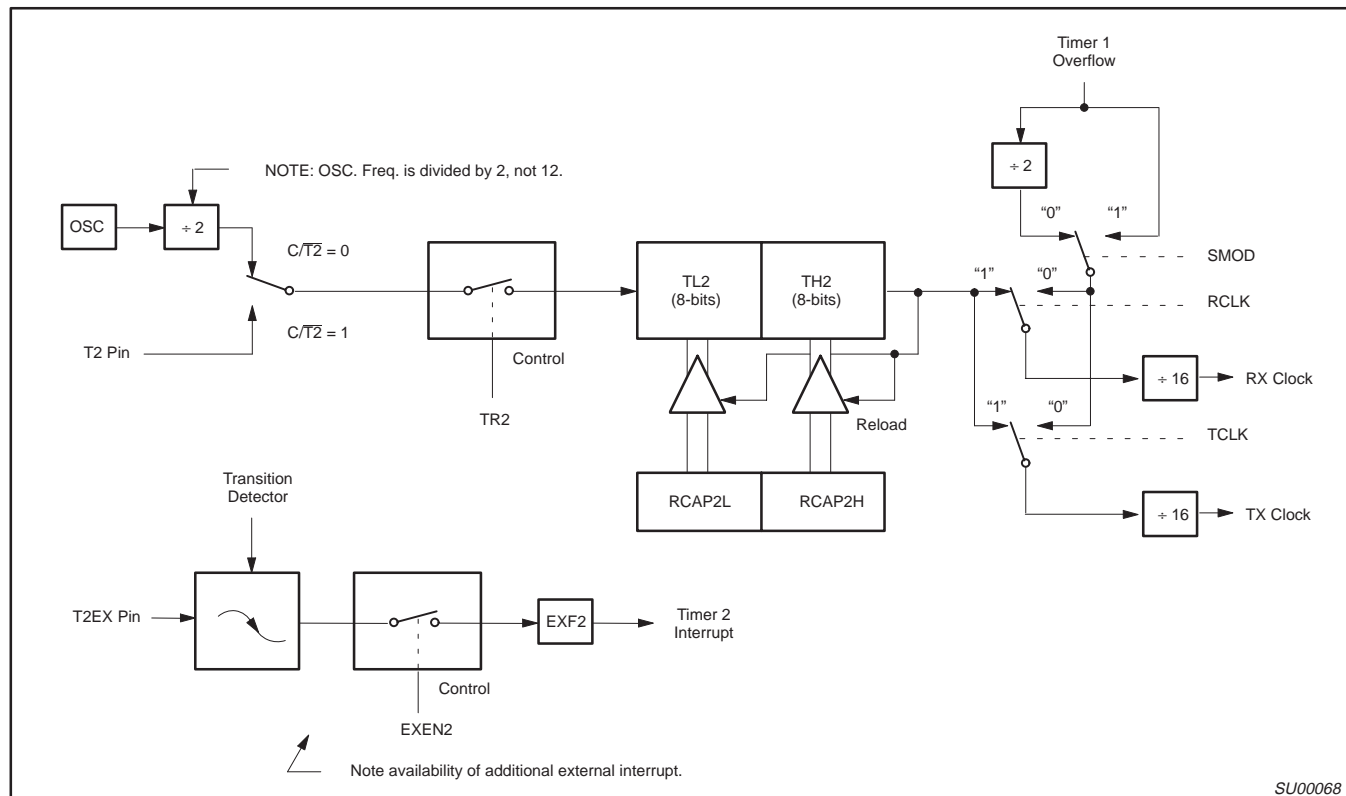 Timer 1
Overflow
NOTE: OSC. Freq. is divided by 2, not 12.
÷ 2
“0”
“1”
OSC
÷ 2
C/T2 = 0
SMOD
TL2
(8-bits)
TH2
(8-bits)
“1”
“0”
RCLK
C/T2 = 1
T2 Pin
Control
÷ 16
RX Clock
TR2
Reload
“1”
“0”
TCLK
Transition
Detector
RCAP2L
RCAP2H
÷ 16
TX Clock
T2EX Pin
EXF2
Timer 2
Interrupt
Control
EXEN2
Note availability of additional external interrupt.
SU00068